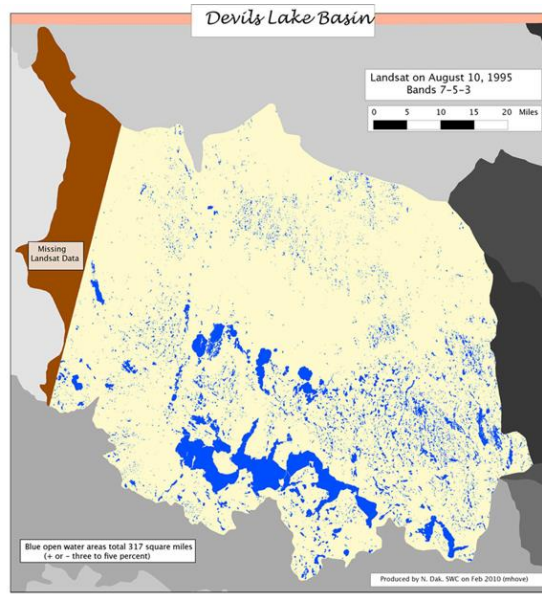 Devils Lake Basin
Landsat on August 10, 1995
Bands 7-5-3
0 5 10 15 20 Miles
Missing
Landsat Data
Blue open water areas total 317 square miles
(+ or - three to five percent)
Produced by N. Dak. SWC on Feb 2010 (mhove)